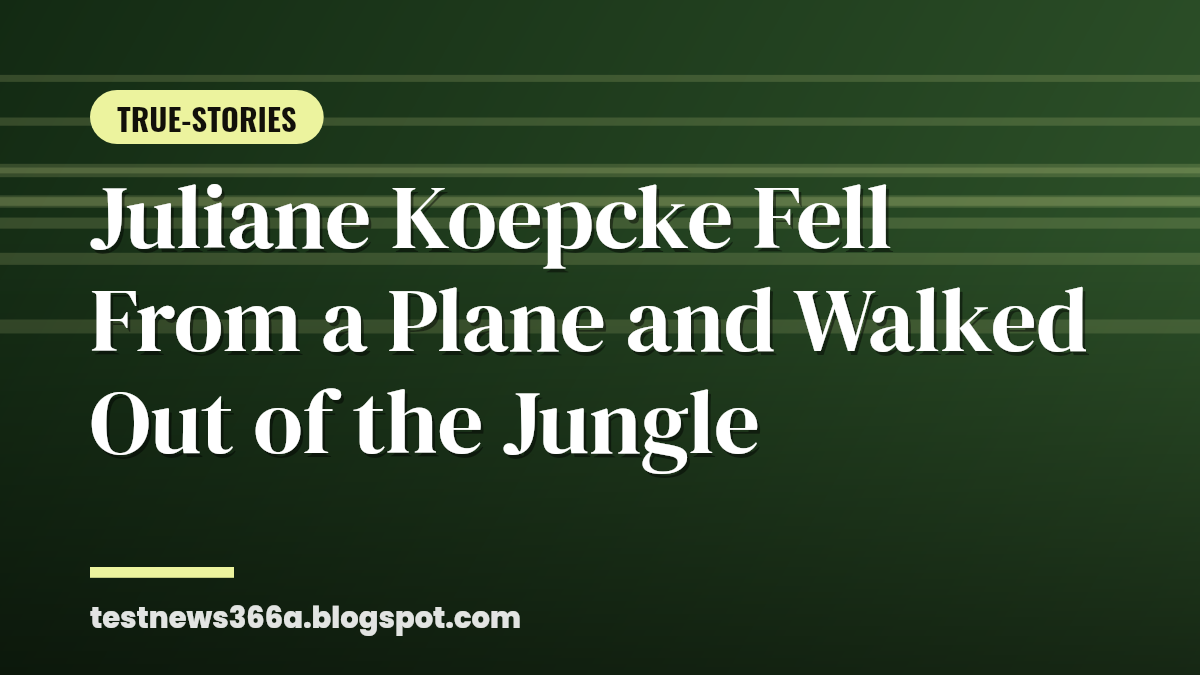 TRUE-STORIES
Juliane Koepcke Fell
From a Plane and Walked
Out of the Jungle
testnews366a.blogspot.com